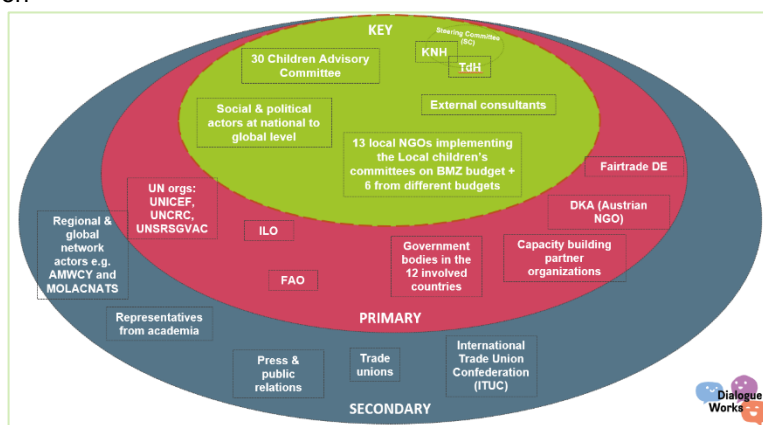 on
KEY
Steering Committee
(SC)
KNH
TdH
30 Children Advisory
Committee
External consultants
Social & political
actors at national to
global level
13 local NGOs implementing
the Local children's
committees on BMZ budget +
6 from different budgets
Fairtrade DE
UN orgs:
UNICEF,
UNCRC,
UNSRSGVAC
DKA (Austrian
NGO)
Regional &
global
network
actors e.g.
AMWCY and
MOLACNATS
ILO
Government
bodies in the
12 involved
countries
Capacity building
partner
organizations
FAO
PRIMARY
Representatives
from academia
Press &
public
relations
Trade
unions
International
Trade Union
Confederation
(ITUC)
SECONDARY
Dialogue
Works